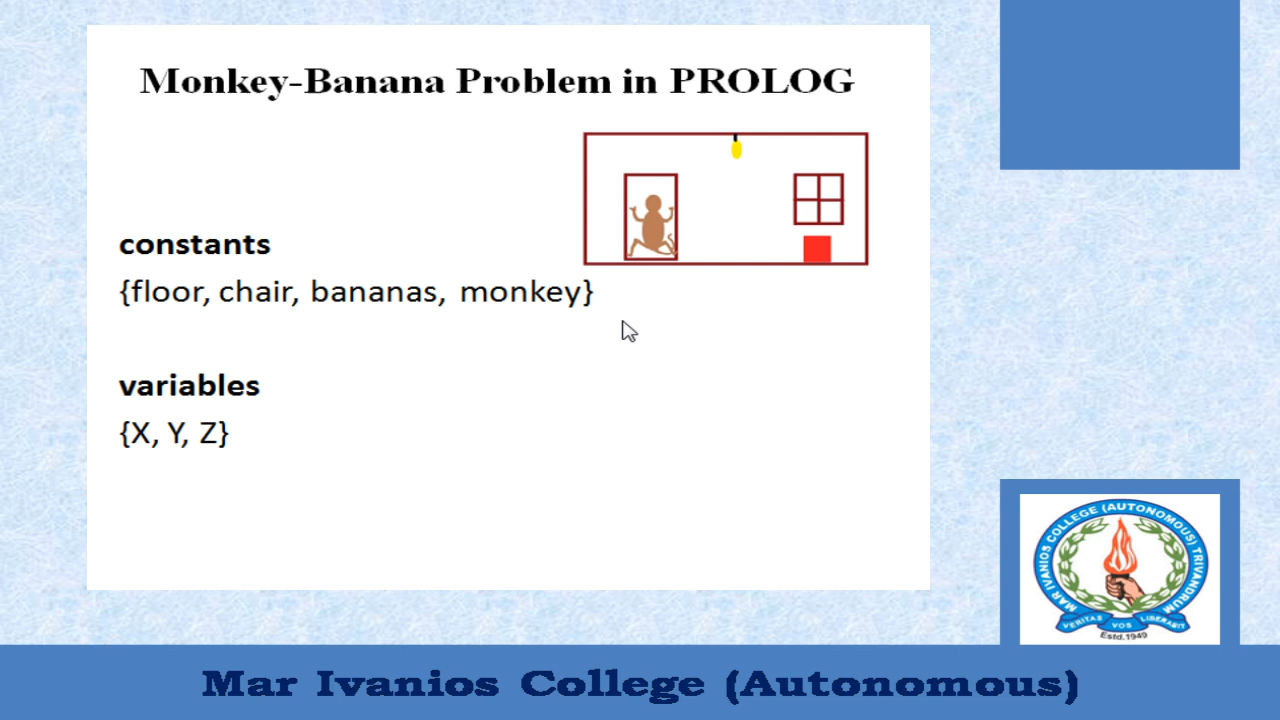 Monkey-Banana Problem in PROLOG
constants
{floor, chair, bananas, monkey}
variables
{X, Y, Z}
MAR IVANIOS COLLEGE (AUTONOMOUS) TRIVANDRUM
VERITAS VOS LIBERABIT
Estd.1949
Mar Ivanios College (Autonomous)